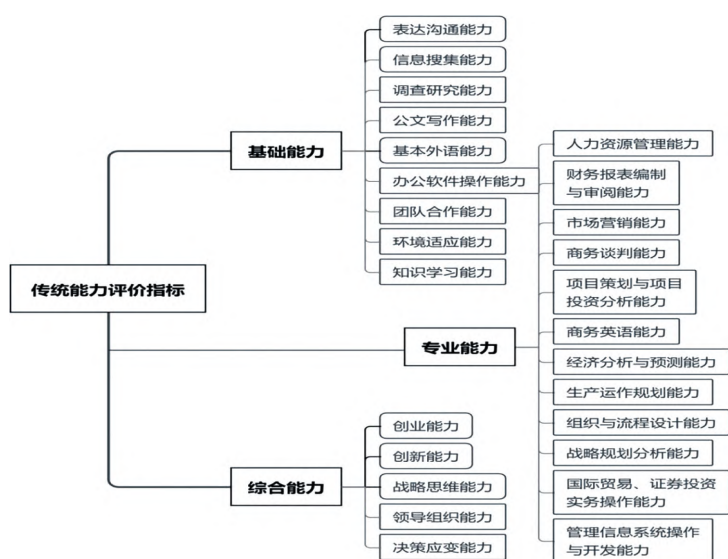 传统能力评价指标
基础能力
表达沟通能力
信息搜集能力
调查研究能力
公文写作能力
基本外语能力
办公软件操作能力
团队合作能力
环境适应能力
知识学习能力
专业能力
人力资源管理能力
财务报表编制
与审阅能力
市场营销能力
商务谈判能力
项目策划与项目
投资分析能力
商务英语能力
经济分析与预测能力
生产运作规划能力
组织与流程设计能力
战略规划分析能力
国际贸易、证券投资
实务操作能力
管理信息系统操作
与开发能力
综合能力
创业能力
创新能力
战略思维能力
领导组织能力
决策应变能力